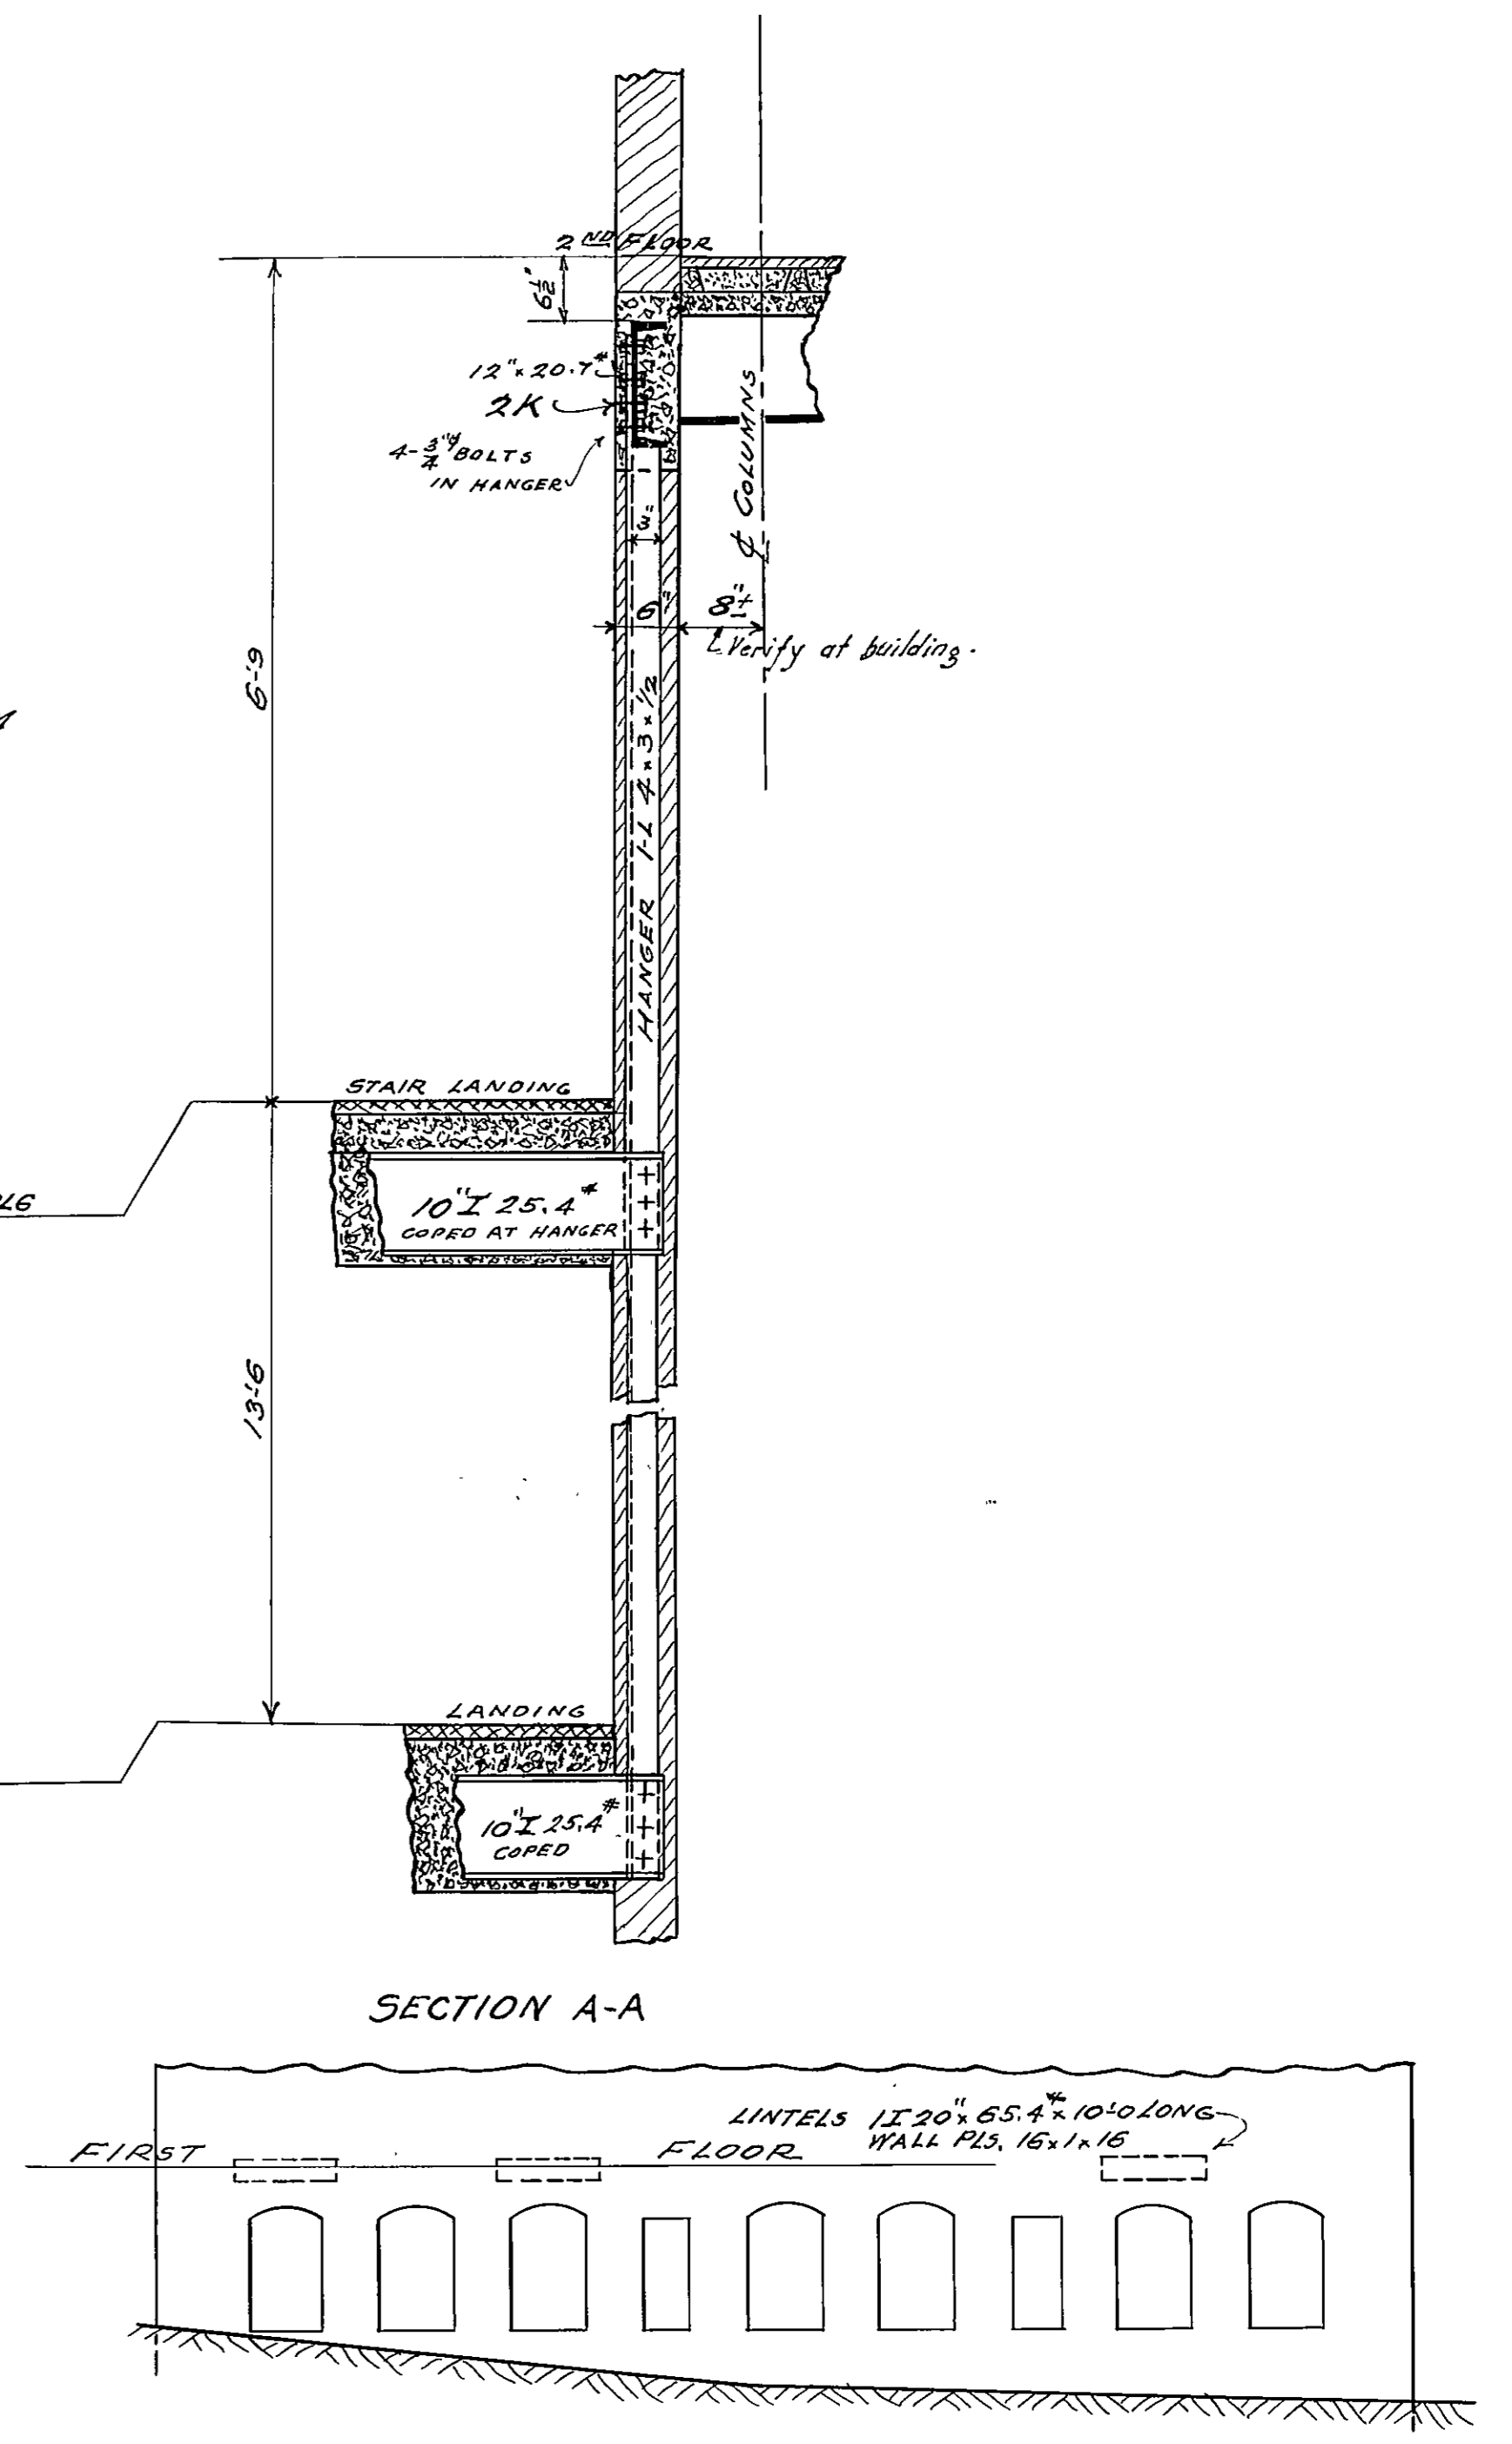 2ND FLOOR
6½"
12"×20.7#
2K
4-¾"φ BOLTS
IN HANGER
3"
℄ COLUMNS
6"
8"±
Verify at building.
6'-9
HANGER 1-L 4×3×1/2
STAIR LANDING
10"I 25.4#
COPED AT HANGER
13'-6
LANDING
10"I 25.4#
COPED
SECTION A-A
LINTELS 1I 20"×65.4#×10'-0 LONG
WALL PLS. 16×1×16
FIRST FLOOR